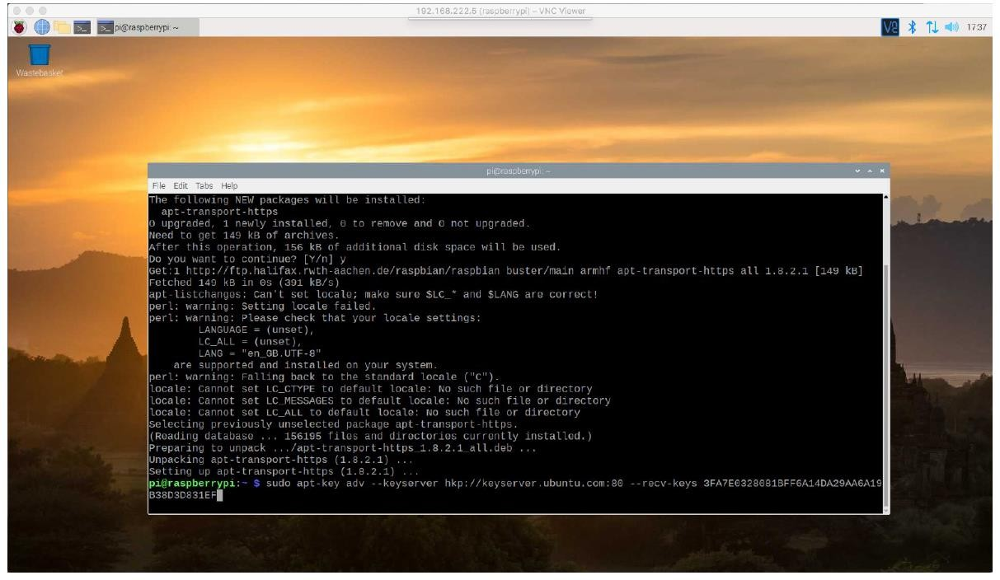 192.168.222.5 (raspberrypi) – VNC Viewer
pi@raspberrypi: ~
17:37
Wastebasket
pi@raspberrypi: ~
File Edit Tabs Help
The following NEW packages will be installed:
apt-transport-https
0 upgraded, 1 newly installed, 0 to remove and 0 not upgraded.
Need to get 149 kB of archives.
After this operation, 156 kB of additional disk space will be used.
Do you want to continue? [Y/n] y
Get:1 http://ftp.halifax.rwth-aachen.de/raspbian/raspbian buster/main armhf apt-transport-https all 1.8.2.1 [149 kB]
Fetched 149 kB in 0s (391 kB/s)
apt-listchanges: Can't set locale; make sure $LC_* and $LANG are correct!
perl: warning: Setting locale failed.
perl: warning: Please check that your locale settings:
LANGUAGE = (unset),
LC_ALL = (unset),
LANG = "en_GB.UTF-8"
are supported and installed on your system.
perl: warning: Falling back to the standard locale ("C").
locale: Cannot set LC_CTYPE to default locale: No such file or directory
locale: Cannot set LC_MESSAGES to default locale: No such file or directory
locale: Cannot set LC_ALL to default locale: No such file or directory
Selecting previously unselected package apt-transport-https.
(Reading database ... 156195 files and directories currently installed.)
Preparing to unpack .../apt-transport-https_1.8.2.1_all.deb ...
Unpacking apt-transport-https (1.8.2.1) ...
Setting up apt-transport-https (1.8.2.1) ...
pi@raspberrypi:~ $ sudo apt-key adv --keyserver hkp://keyserver.ubuntu.com:80 --recv-keys 3FA7E0328081BFF6A14DA29AA6A19
B38D3D831EF